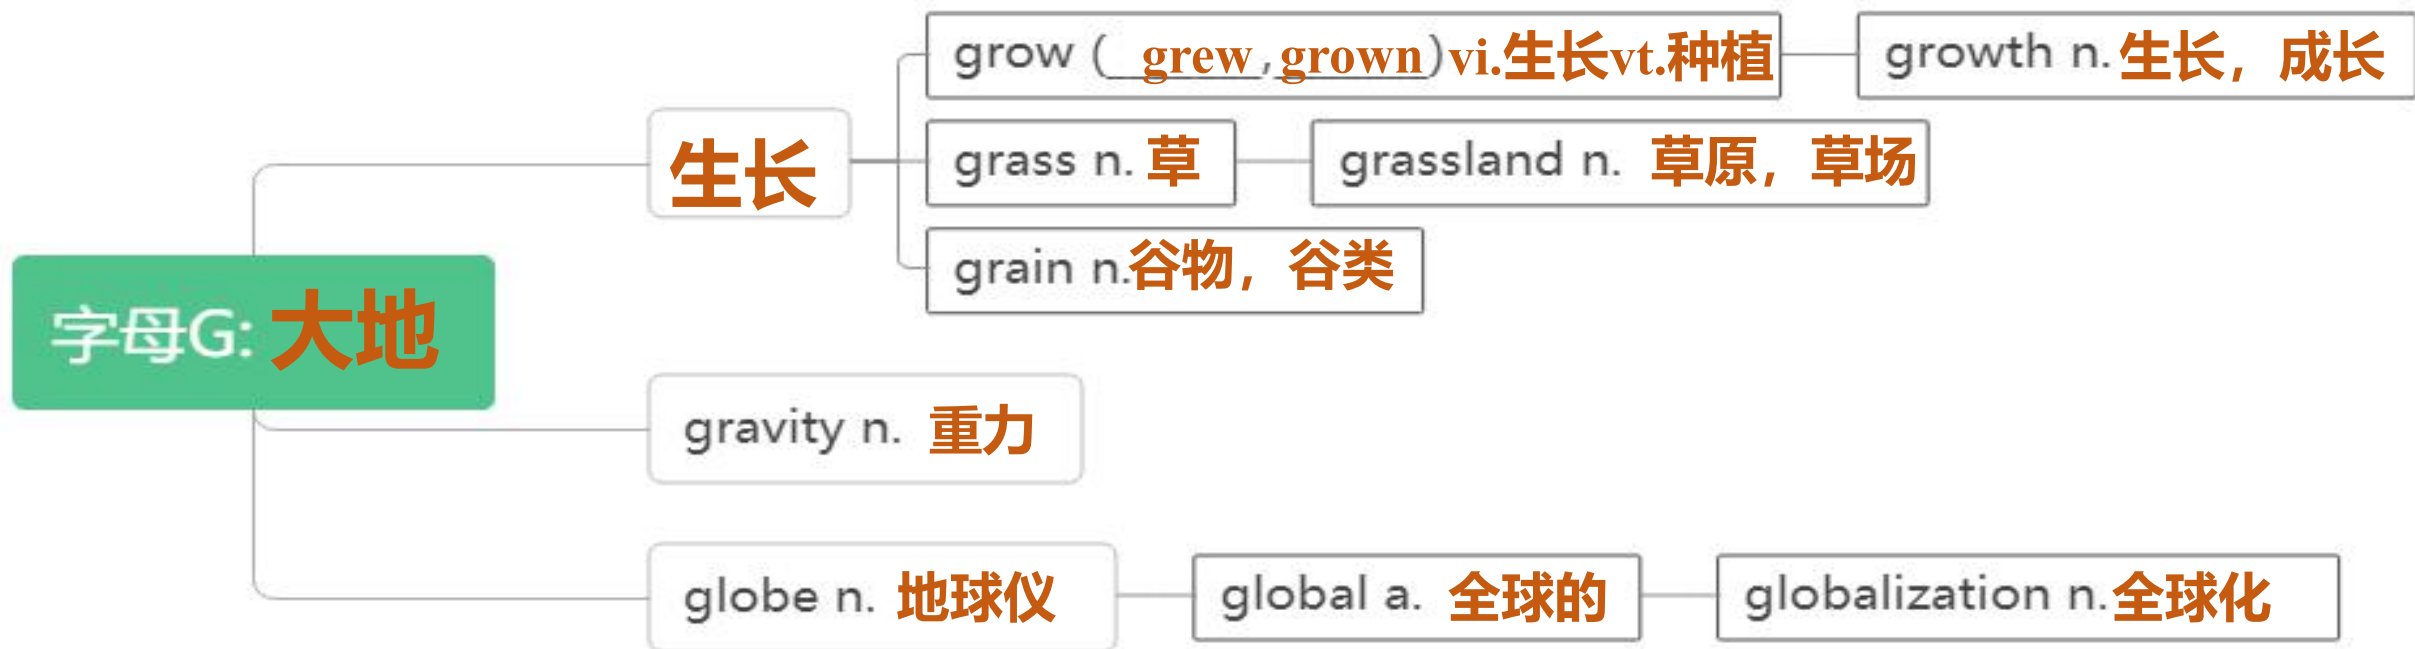 字母G: 大地
生长
grow (grew,grown)vi.生长vt.种植
growth n.生长，成长
grass n.草
grassland n. 草原，草场
grain n.谷物，谷类
gravity n. 重力
globe n. 地球仪
global a. 全球的
globalization n.全球化